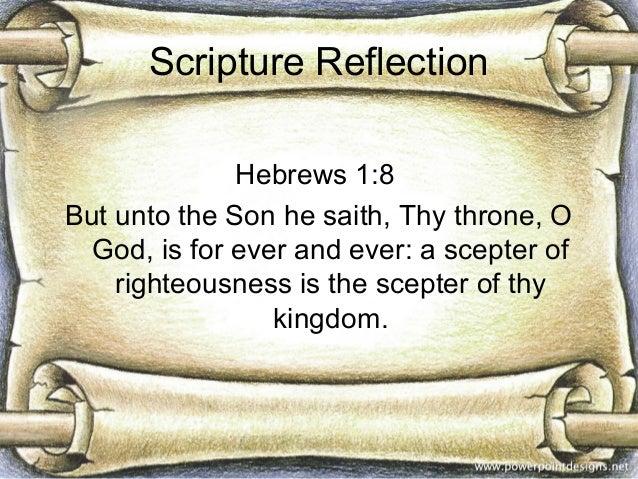 Scripture Reflection
Hebrews 1:8
But unto the Son he saith, Thy throne, O
God, is for ever and ever: a scepter of
righteousness is the scepter of thy
kingdom.
www.powerpointdesigns.net